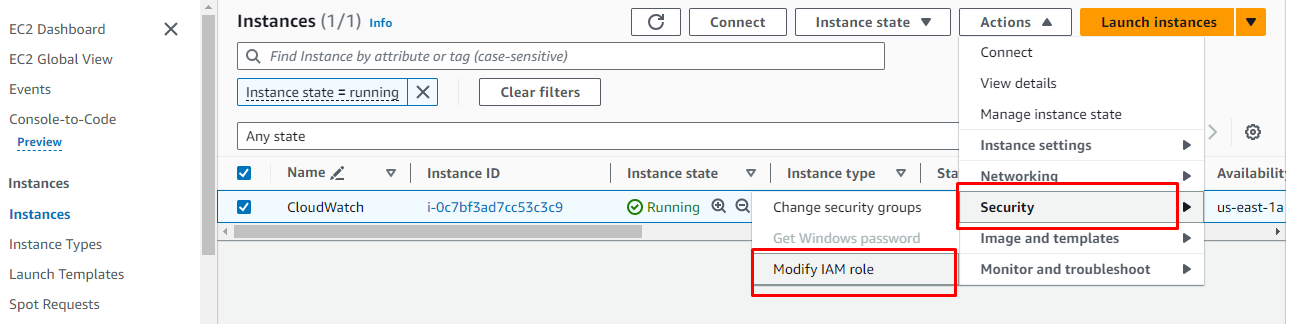 EC2 Dashboard
EC2 Global View
Events
Console-to-Code
Preview
Instances
Instances
Instance Types
Launch Templates
Spot Requests
Instances (1/1) Info
Connect
Instance state
Actions
Launch instances
Find Instance by attribute or tag (case-sensitive)
Instance state = running
Clear filters
Any state
Name
Instance ID
Instance state
Instance type
Sta
Availability
CloudWatch
i-0c7bf3ad7cc53c3c9
Running
us-east-1a
Connect
View details
Manage instance state
Instance settings
Networking
Security
Image and templates
Monitor and troubleshoot
Change security groups
Get Windows password
Modify IAM role